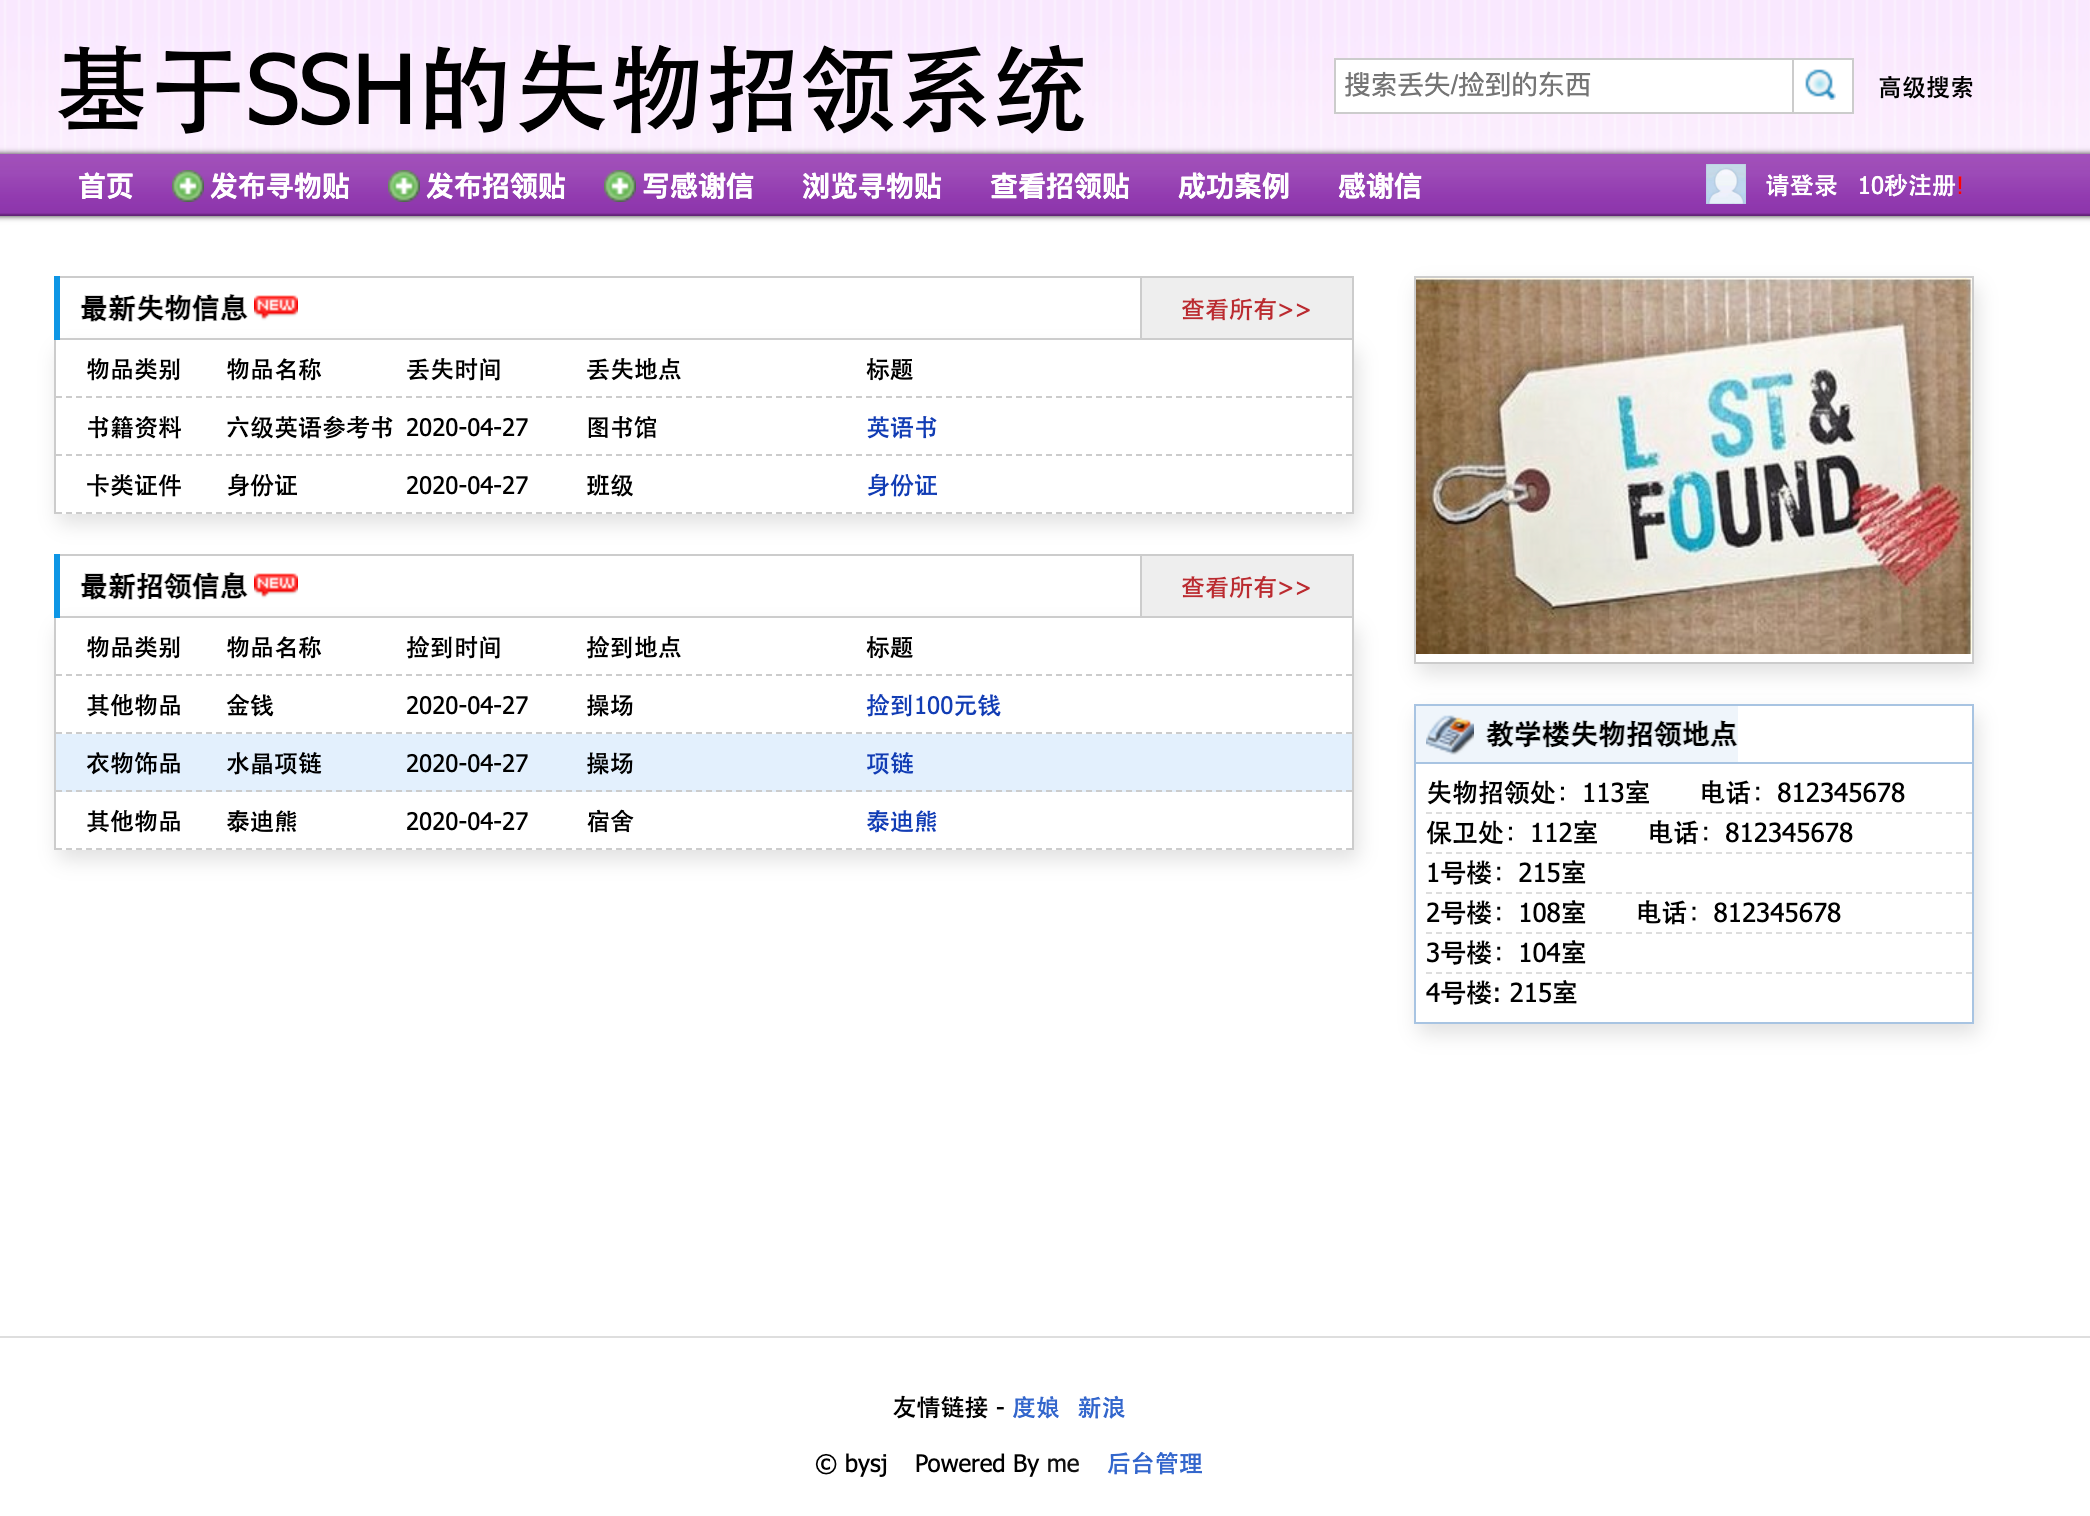 基于SSH的失物招领系统
搜索丢失/捡到的东西
高级搜索
首页 发布寻物贴 发布招领贴 写感谢信 浏览寻物贴 查看招领贴 成功案例 感谢信 请登录 10秒注册!
最新失物信息 NEW 查看所有>>
物品类别 物品名称 丢失时间 丢失地点 标题
书籍资料 六级英语参考书 2020-04-27 图书馆 英语书
卡类证件 身份证 2020-04-27 班级 身份证
最新招领信息 NEW 查看所有>>
物品类别 物品名称 捡到时间 捡到地点 标题
其他物品 金钱 2020-04-27 操场 捡到100元钱
衣物饰品 水晶项链 2020-04-27 操场 项链
其他物品 泰迪熊 2020-04-27 宿舍 泰迪熊
L ST &
FOUND
教学楼失物招领地点
失物招领处：113室 电话：812345678
保卫处：112室 电话：812345678
1号楼：215室
2号楼：108室 电话：812345678
3号楼：104室
4号楼: 215室
友情链接 - 度娘 新浪
© bysj Powered By me 后台管理